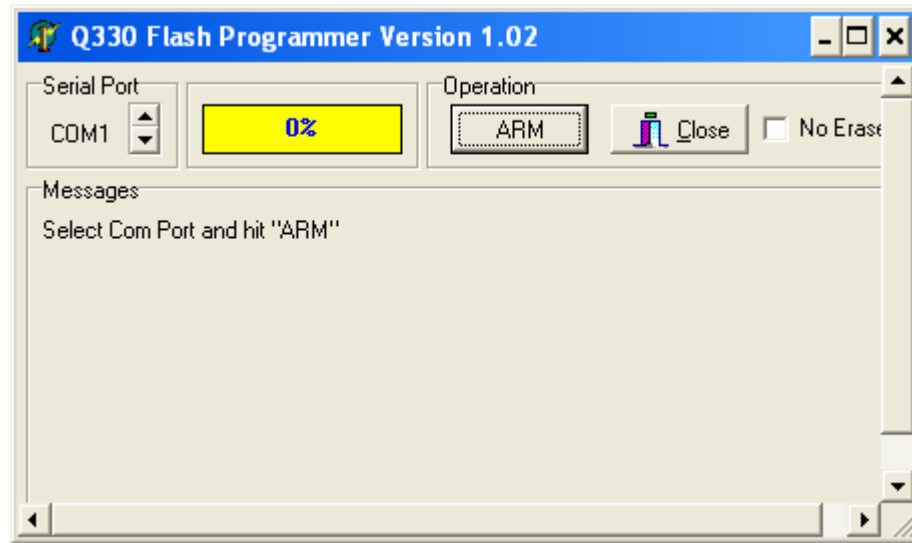 Q330 Flash Programmer Version 1.02
Serial Port
COM1
0%
Operation
ARM
Close
No Erase
Messages
Select Com Port and hit "ARM"